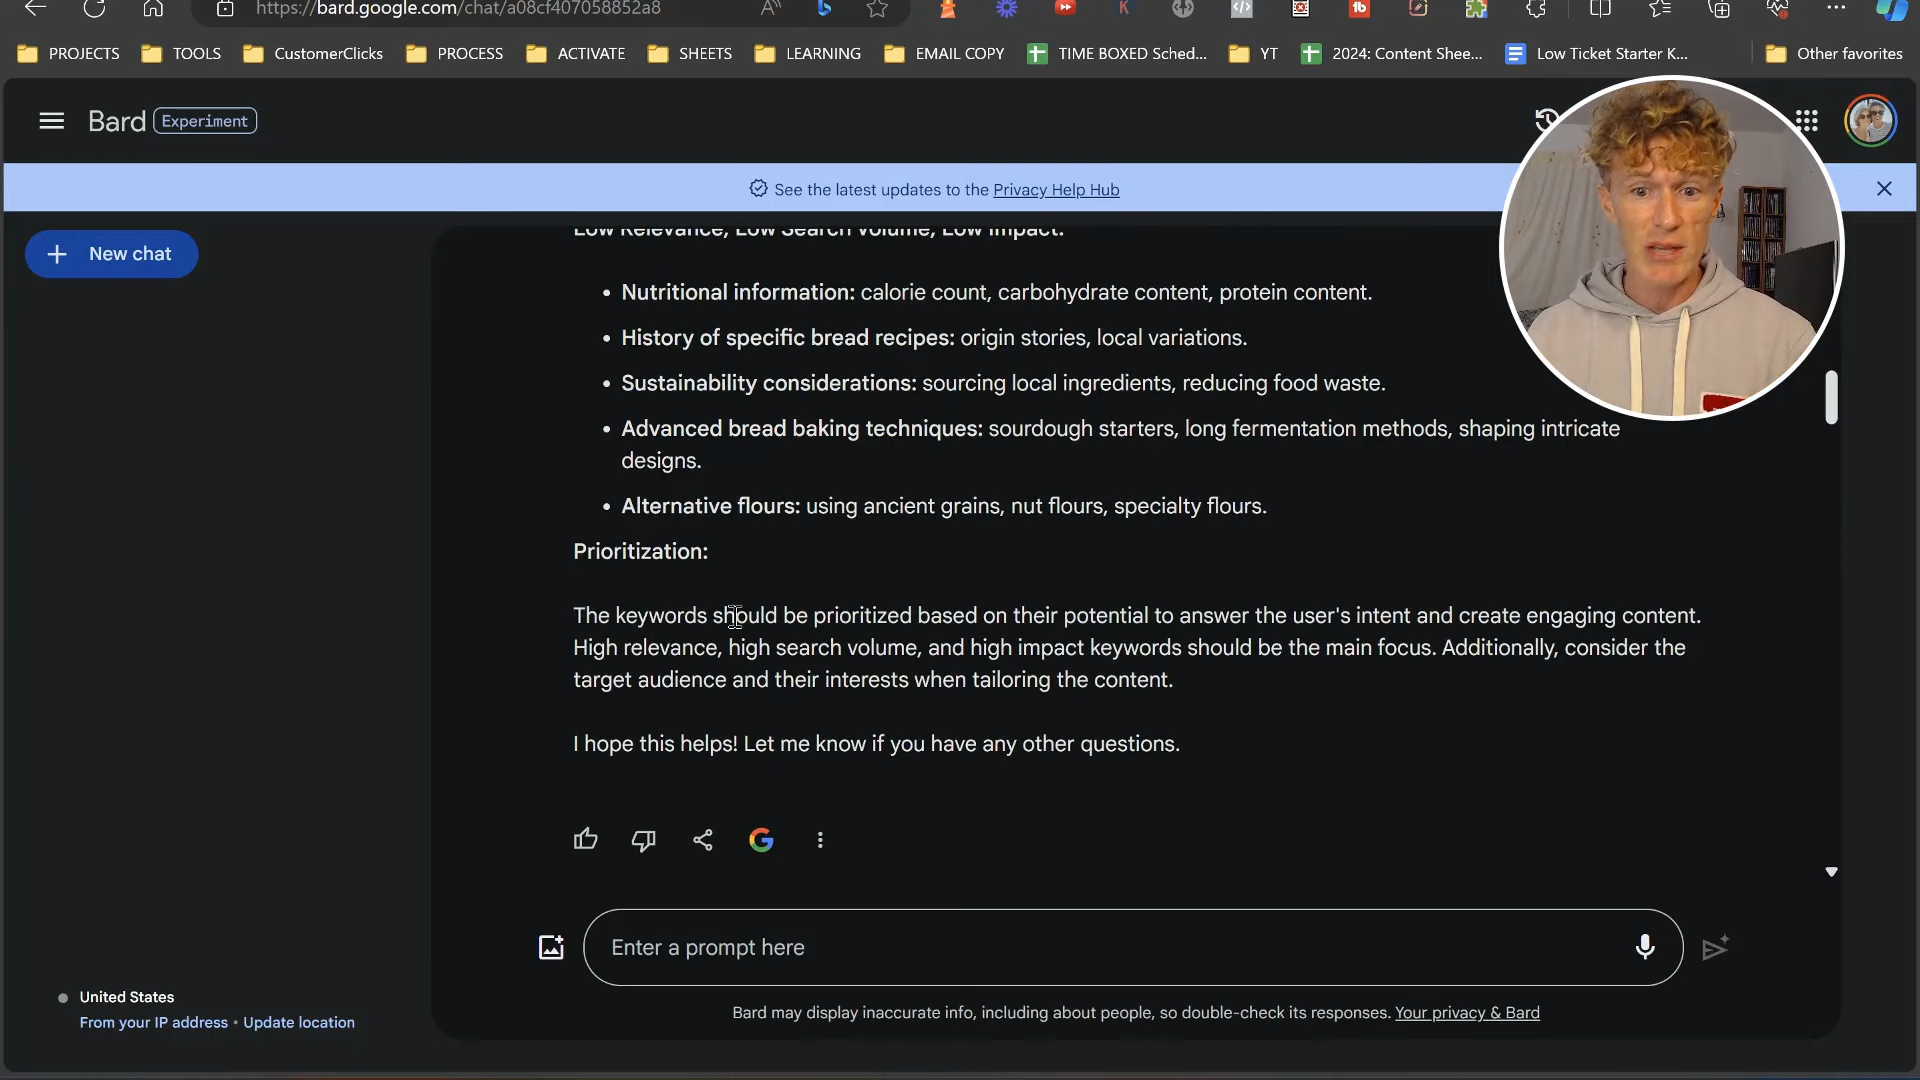 https://bard.google.com/chat/a08cf407058852a8
PROJECTS TOOLS CustomerClicks PROCESS ACTIVATE SHEETS LEARNING EMAIL COPY TIME BOXED Sched... YT 2024: Content Shee... Low Ticket Starter K... Other favorites
Bard Experiment
See the latest updates to the Privacy Help Hub
New chat
Low Relevance, Low Search Volume, Low Impact:
• Nutritional information: calorie count, carbohydrate content, protein content.
• History of specific bread recipes: origin stories, local variations.
• Sustainability considerations: sourcing local ingredients, reducing food waste.
• Advanced bread baking techniques: sourdough starters, long fermentation methods, shaping intricate
designs.
• Alternative flours: using ancient grains, nut flours, specialty flours.
Prioritization:
The keywords should be prioritized based on their potential to answer the user's intent and create engaging content.
High relevance, high search volume, and high impact keywords should be the main focus. Additionally, consider the
target audience and their interests when tailoring the content.
I hope this helps! Let me know if you have any other questions.
Enter a prompt here
United States
From your IP address • Update location
Bard may display inaccurate info, including about people, so double-check its responses. Your privacy & Bard